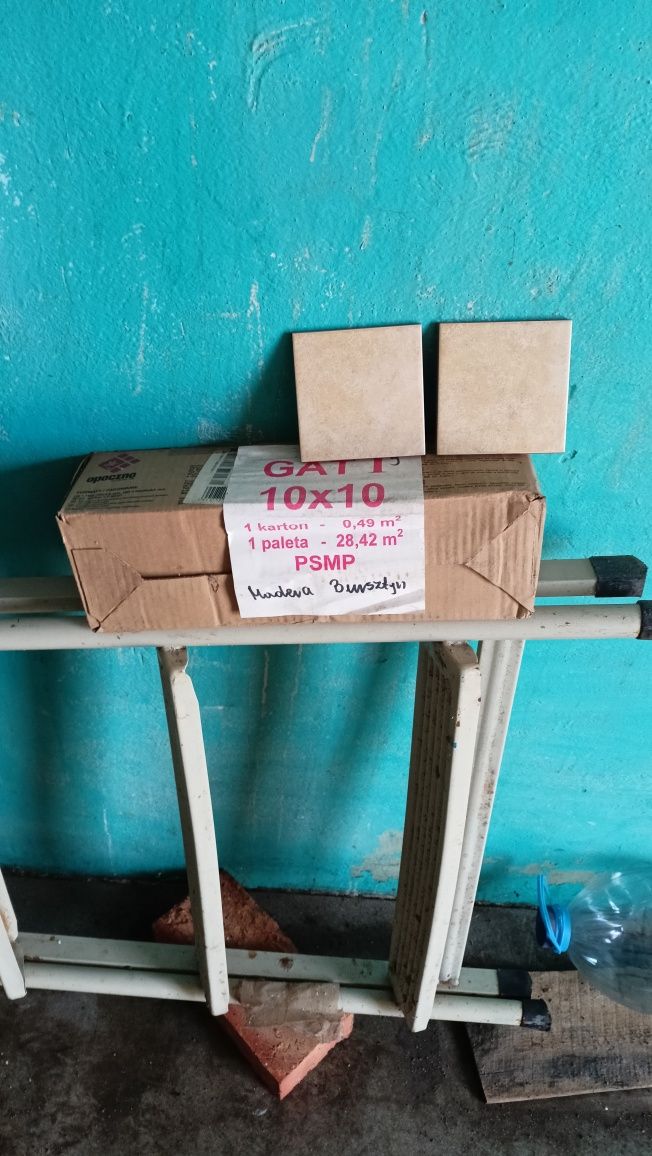 opoczno
GAT I
10x10
1 karton - 0,49 m²
1 paleta - 28,42 m²
PSMP
Madera Bursztyn